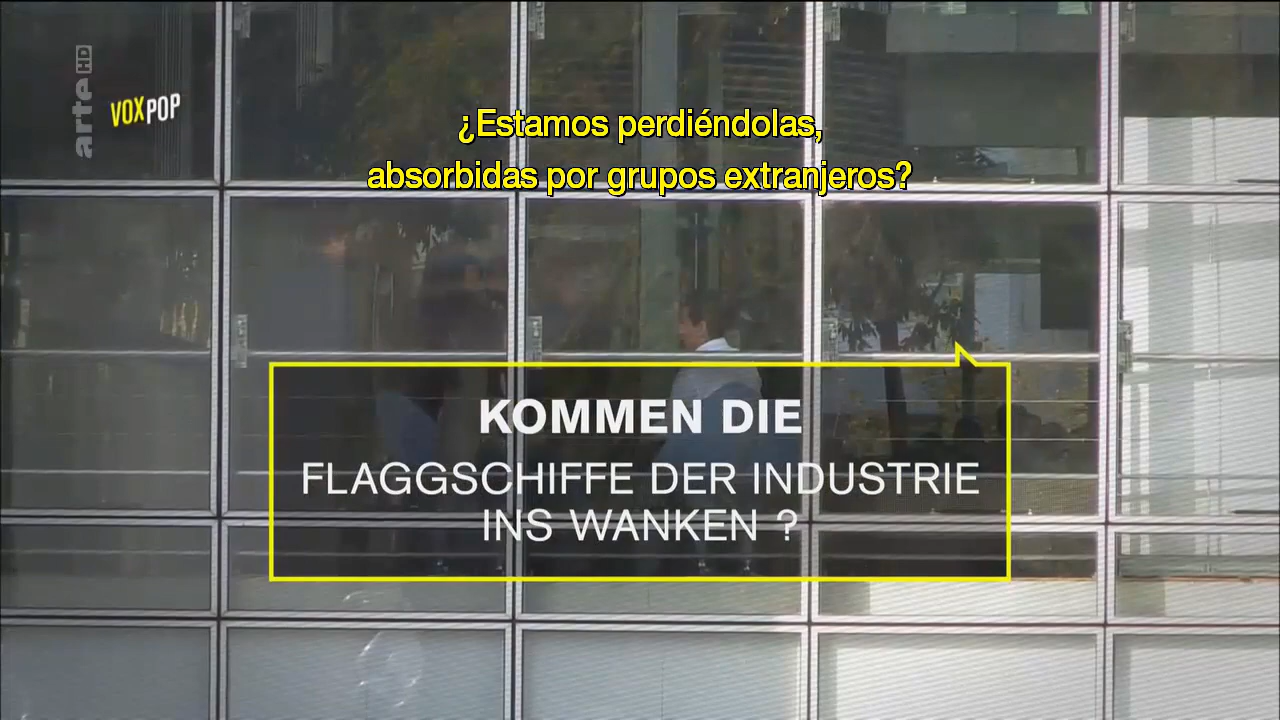 arte HD
VOXPOP
¿Estamos perdiéndolas,
absorbidas por grupos extranjeros?
KOMMEN DIE
FLAGGSCHIFFE DER INDUSTRIE
INS WANKEN ?